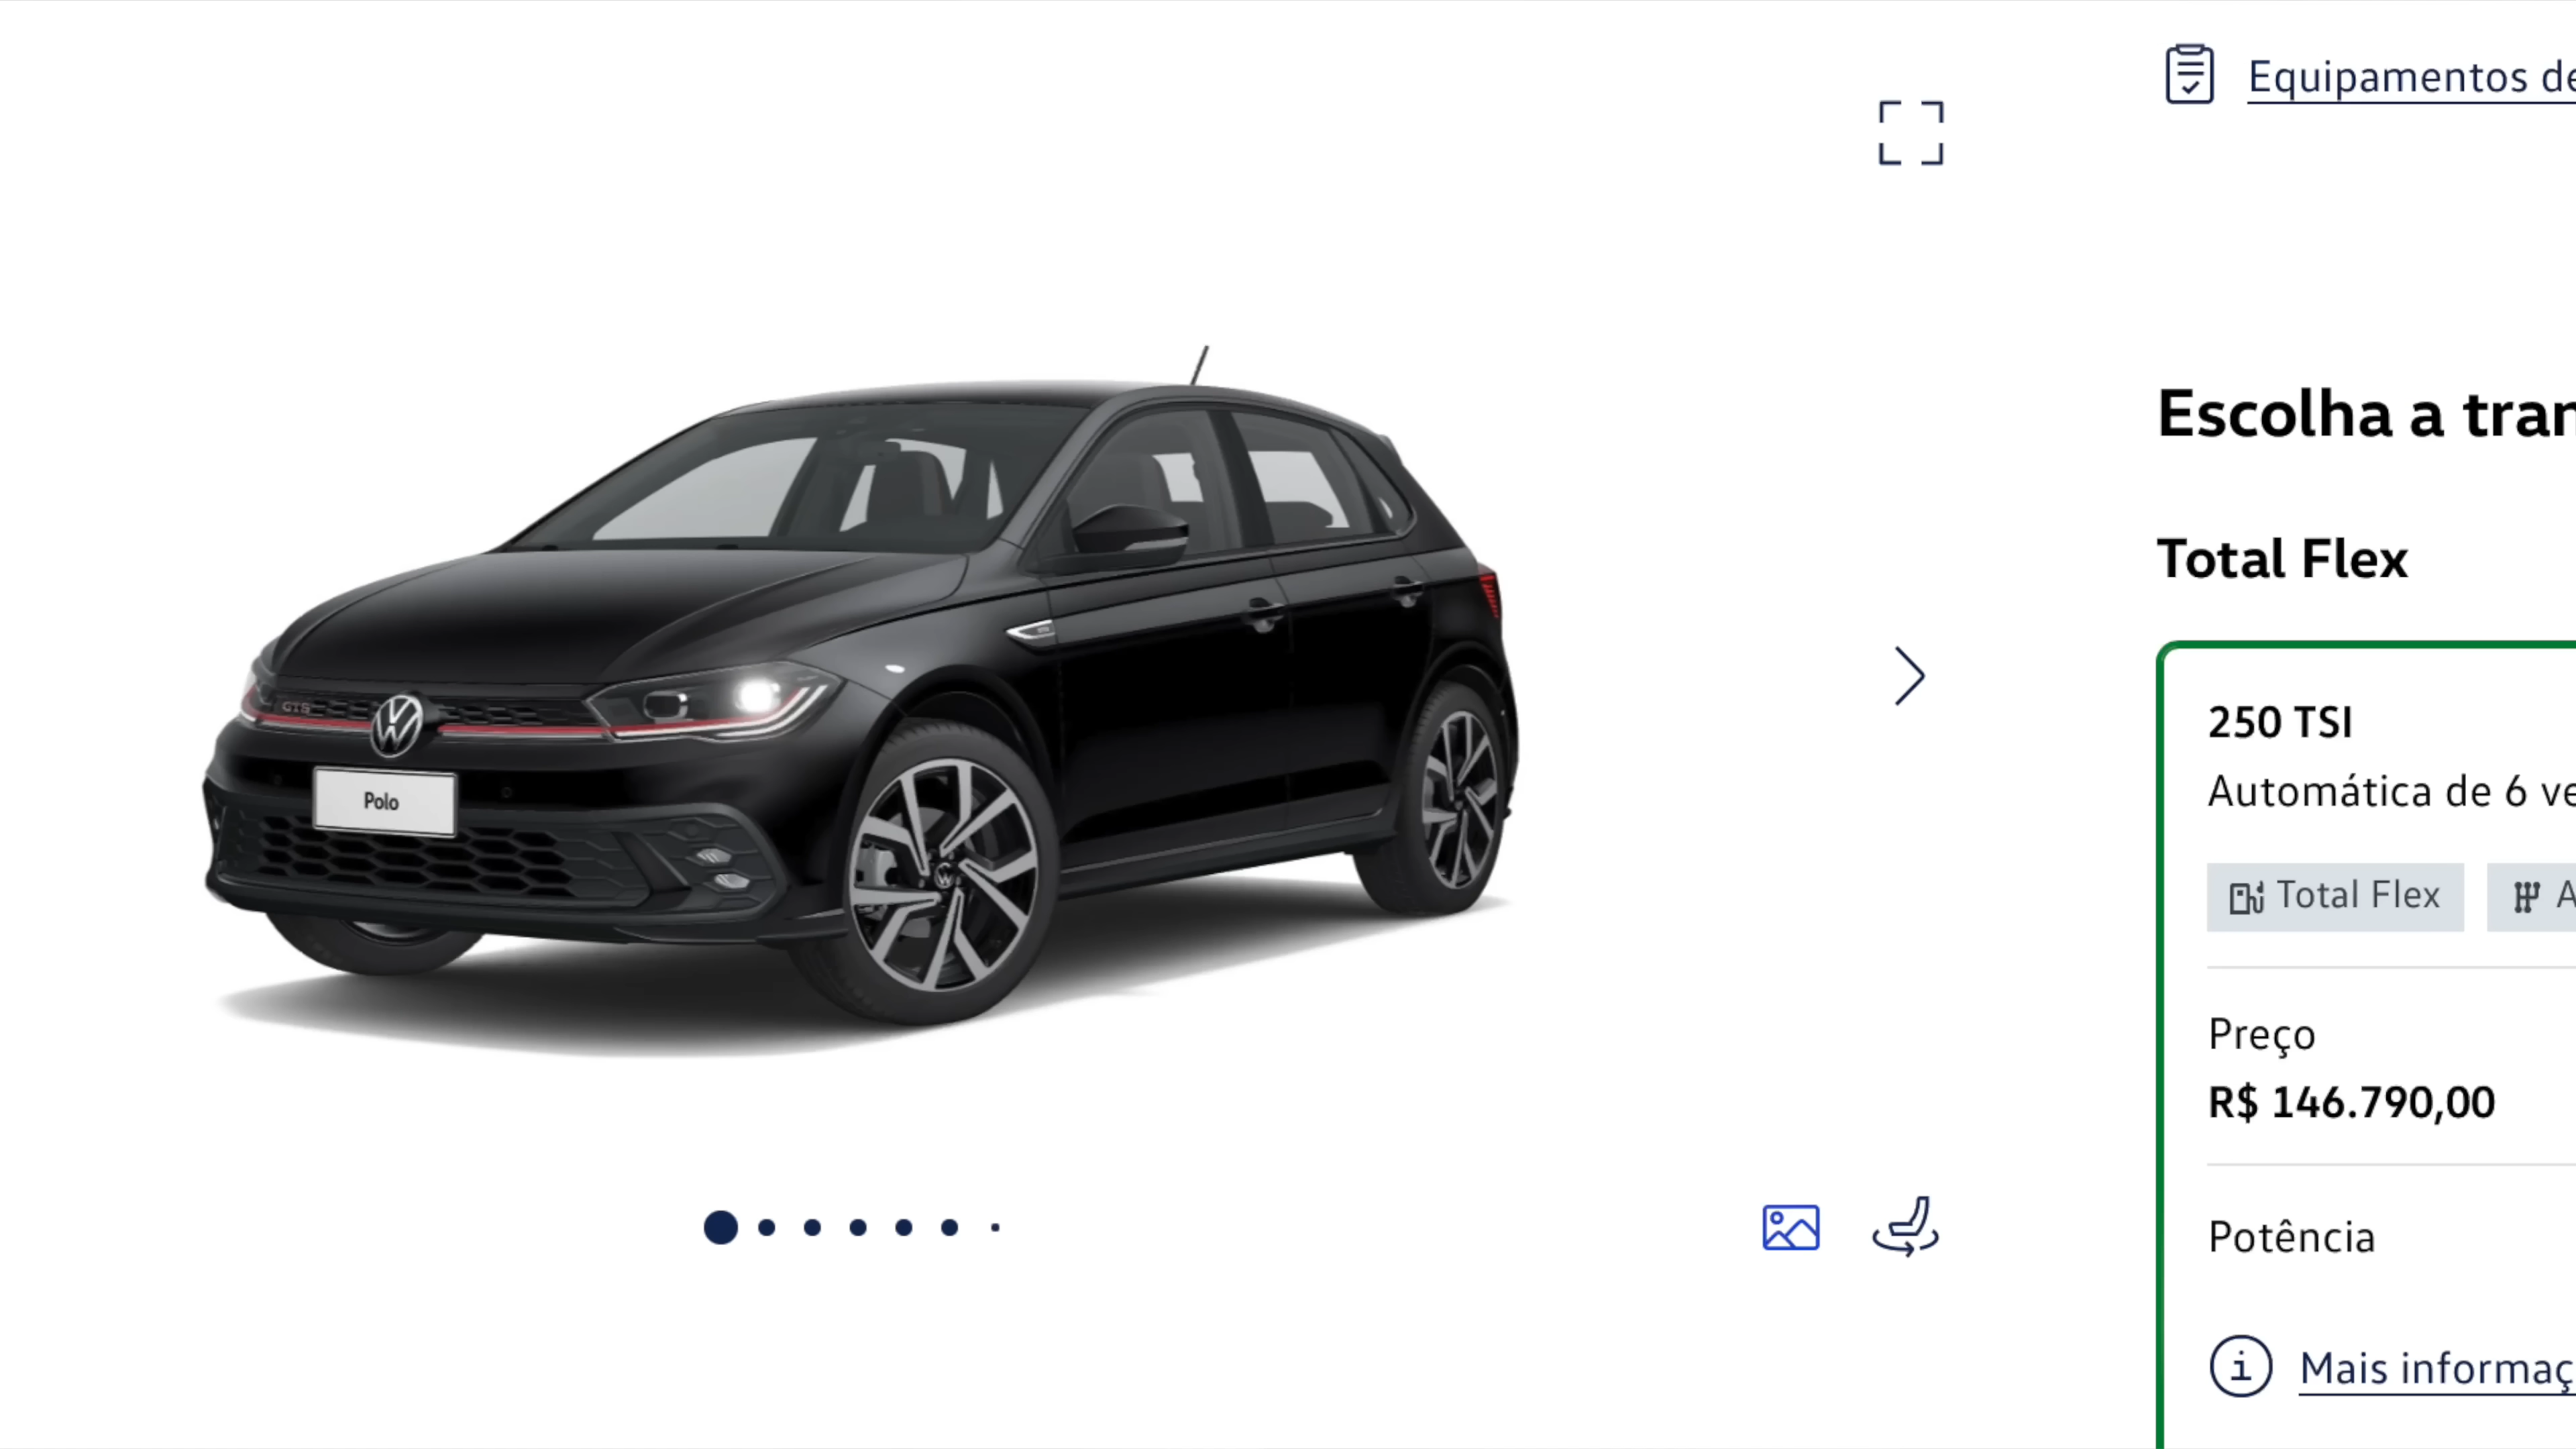 Equipamentos de
Escolha a tran
Total Flex
250 TSI
Automática de 6 ve
Total Flex
A
Preço
R$ 146.790,00
Potência
Mais informaç
GTS
Polo